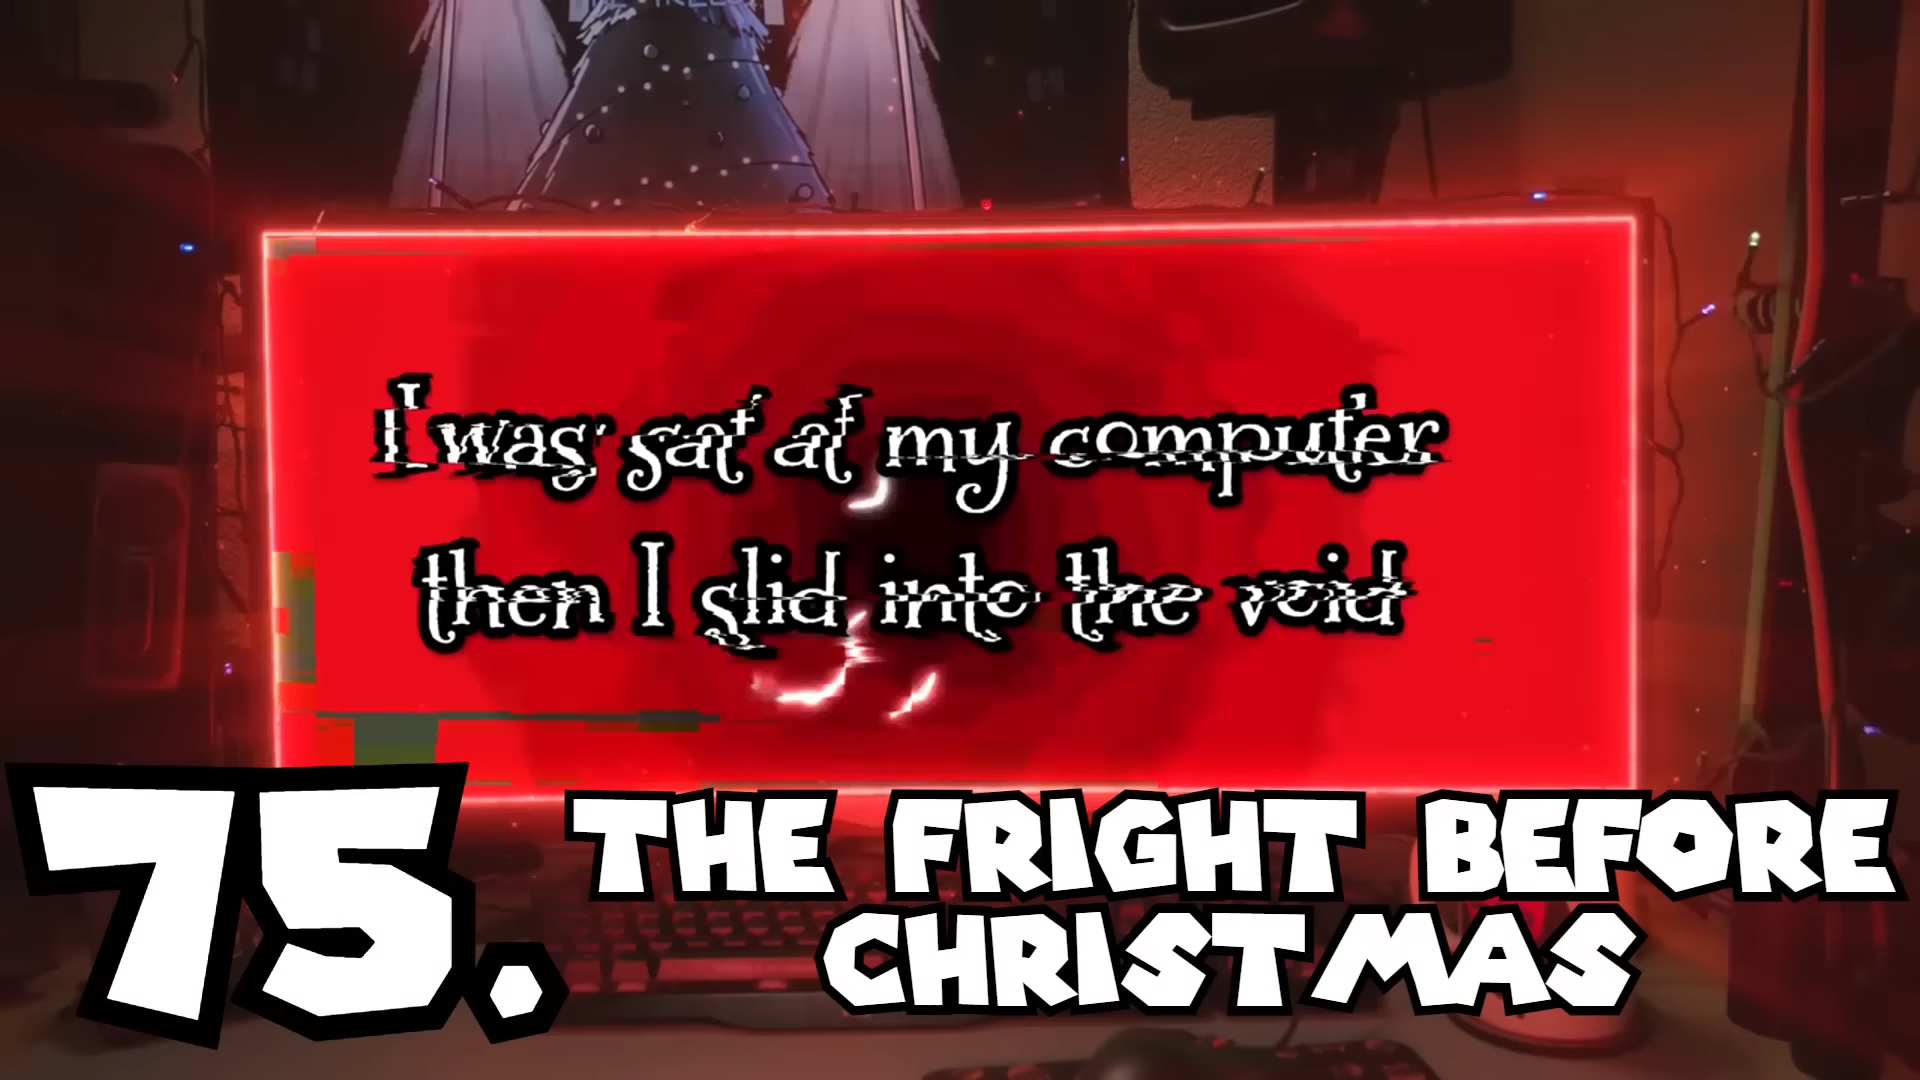 I was sat at my computer
then I slid into the void
75. THE FRIGHT BEFORE
CHRISTMAS